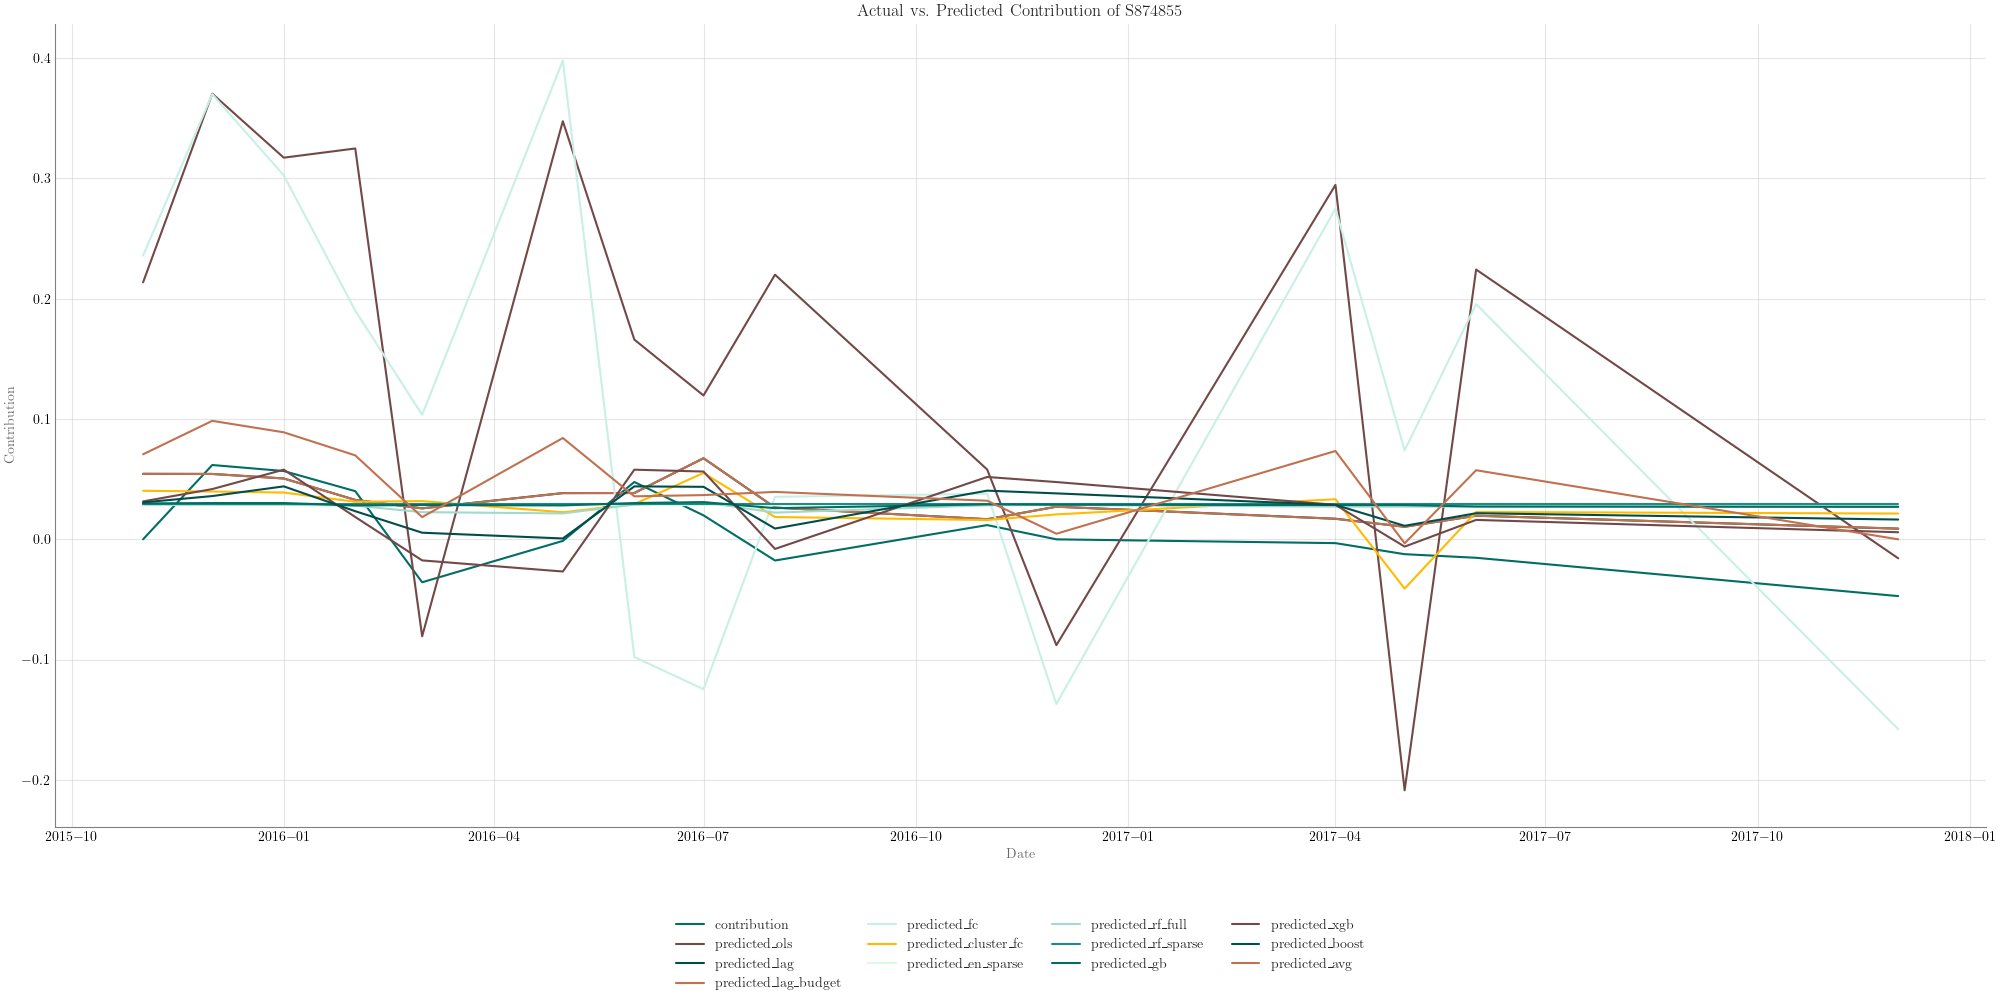 Actual vs. Predicted Contribution of S874855
Contribution
0.4
0.3
0.2
0.1
0.0
−0.1
−0.2
2015−10 2016−01 2016−04 2016−07 2016−10 2017−01 2017−04 2017−07 2017−10 2018−01
Date
contribution predicted_fc predicted_rf_full predicted_xgb
predicted_ols predicted_cluster_fc predicted_rf_sparse predicted_boost
predicted_lag predicted_en_sparse predicted_gb predicted_avg
predicted_lag_budget